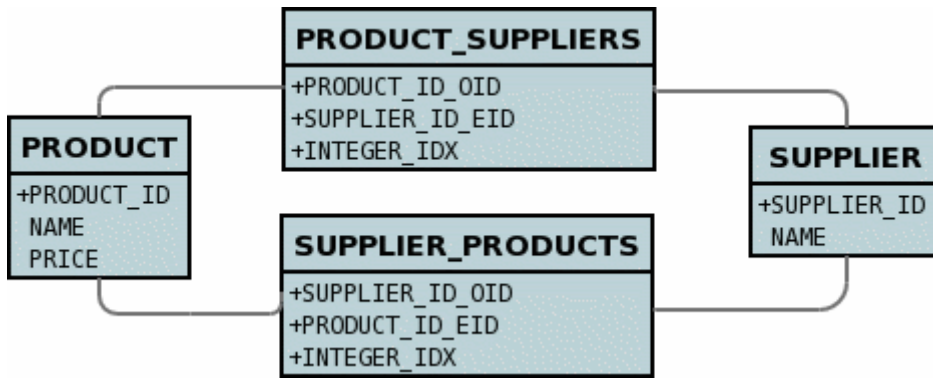 PRODUCT_SUPPLIERS
+PRODUCT_ID_OID
+SUPPLIER_ID_EID
+INTEGER_IDX
PRODUCT
+PRODUCT_ID
NAME
PRICE
SUPPLIER
+SUPPLIER_ID
NAME
SUPPLIER_PRODUCTS
+SUPPLIER_ID_OID
+PRODUCT_ID_EID
+INTEGER_IDX